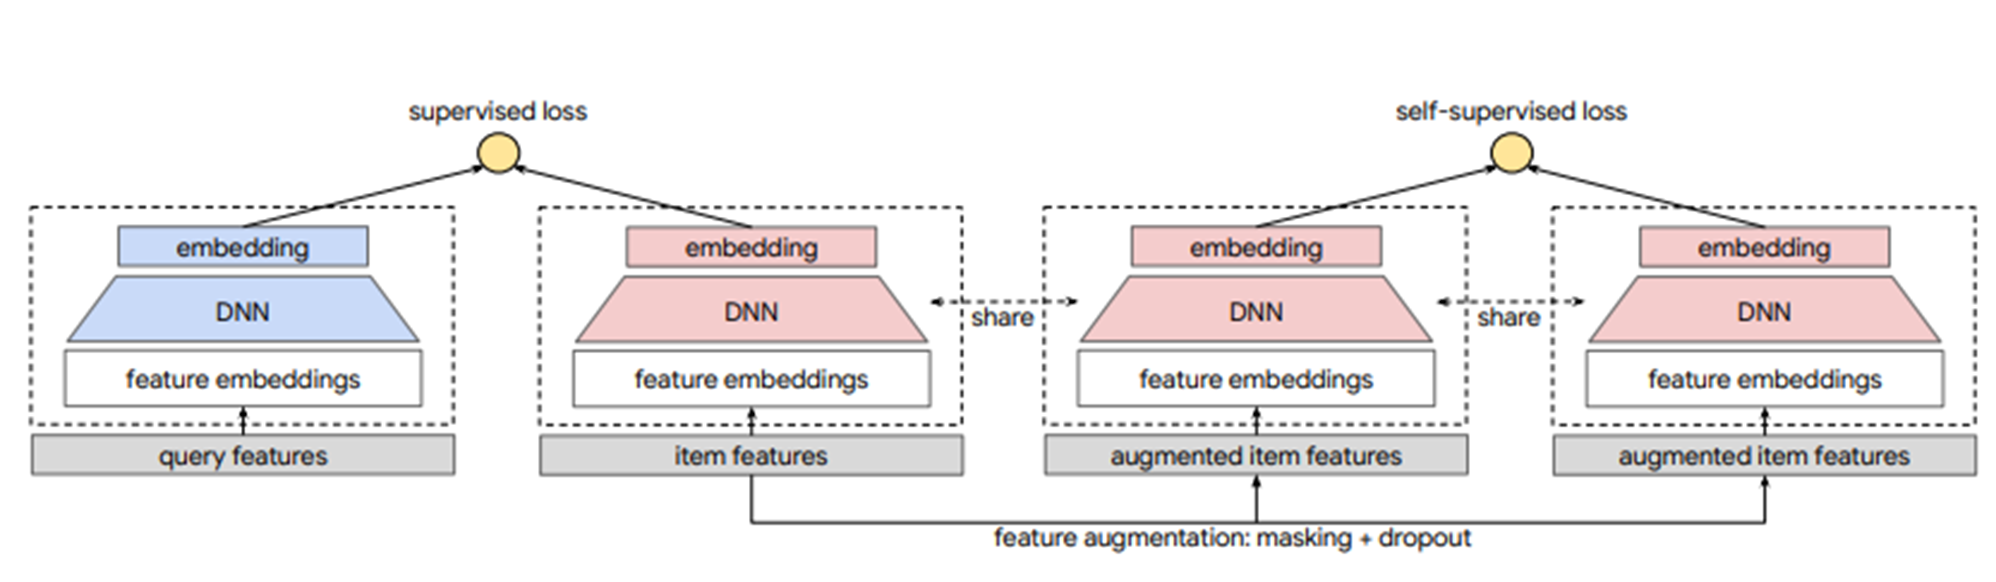 supervised loss
self-supervised loss
embedding
embedding
embedding
embedding
DNN
DNN
DNN
DNN
share
share
feature embeddings
feature embeddings
feature embeddings
feature embeddings
query features
item features
augmented item features
augmented item features
feature augmentation: masking + dropout